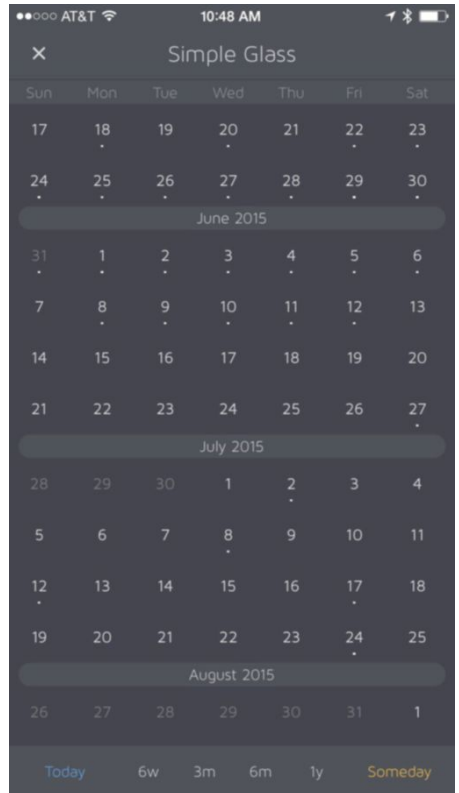 AT&T 10:48 AM
× Simple Glass
Sun Mon Tue Wed Thu Fri Sat
17 18 19 20 21 22 23
24 25 26 27 28 29 30
June 2015
31 1 2 3 4 5 6
7 8 9 10 11 12 13
14 15 16 17 18 19 20
21 22 23 24 25 26 27
July 2015
28 29 30 1 2 3 4
5 6 7 8 9 10 11
12 13 14 15 16 17 18
19 20 21 22 23 24 25
August 2015
26 27 28 29 30 31 1
Today 6w 3m 6m 1y Someday